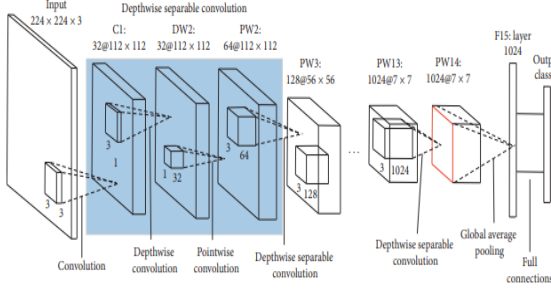 Depthwise separable convolution
Input
224 × 224 × 3
C1:
32@112 × 112
DW2:
32@112 × 112
PW2:
64@112 × 112
PW3:
128@56 × 56
PW13:
1024@7 × 7
PW14:
1024@7 × 7
F15: layer
1024
Outp
class
3
3
3
1
1
32
3
64
3
128
...
3
1024
Convolution
Depthwise
convolution
Pointwise
convolution
Depthwise separable
convolution
Depthwise separable
convolution
Global average
pooling
Full
connections